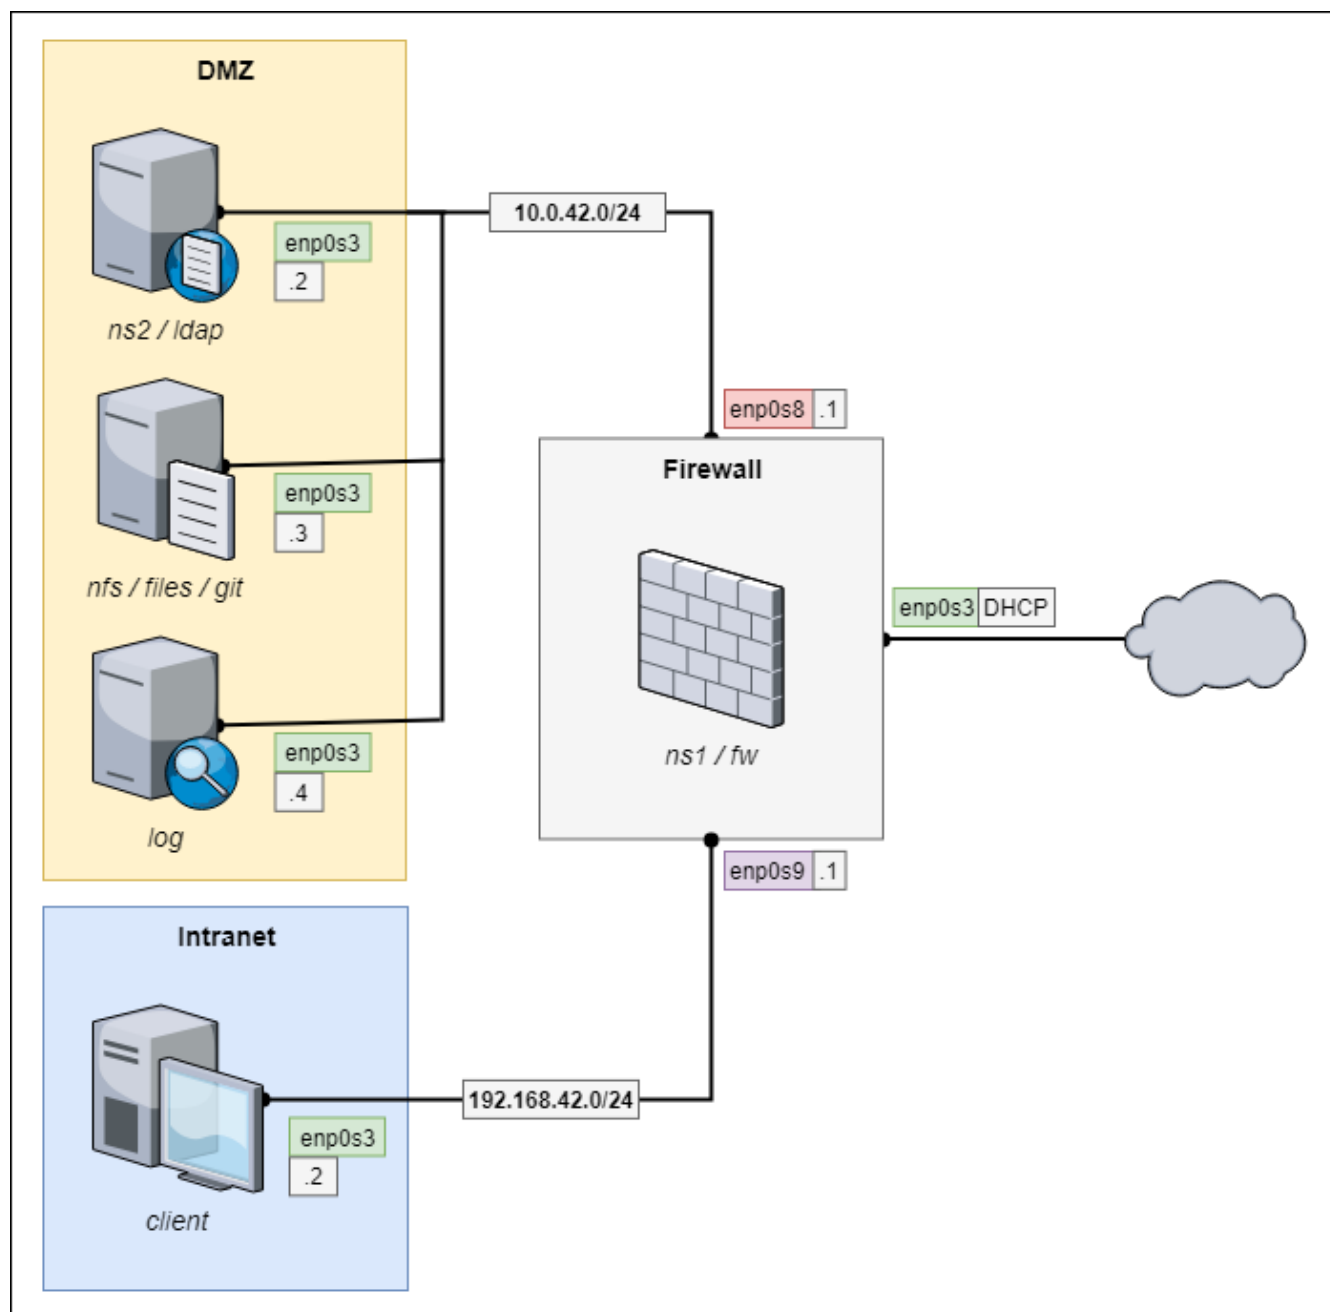 DMZ
enp0s3
.2
ns2 / ldap
enp0s3
.3
nfs / files / git
enp0s3
.4
log
10.0.42.0/24
enp0s8 .1
Firewall
ns1 / fw
enp0s3 DHCP
enp0s9 .1
Intranet
enp0s3
.2
client
192.168.42.0/24